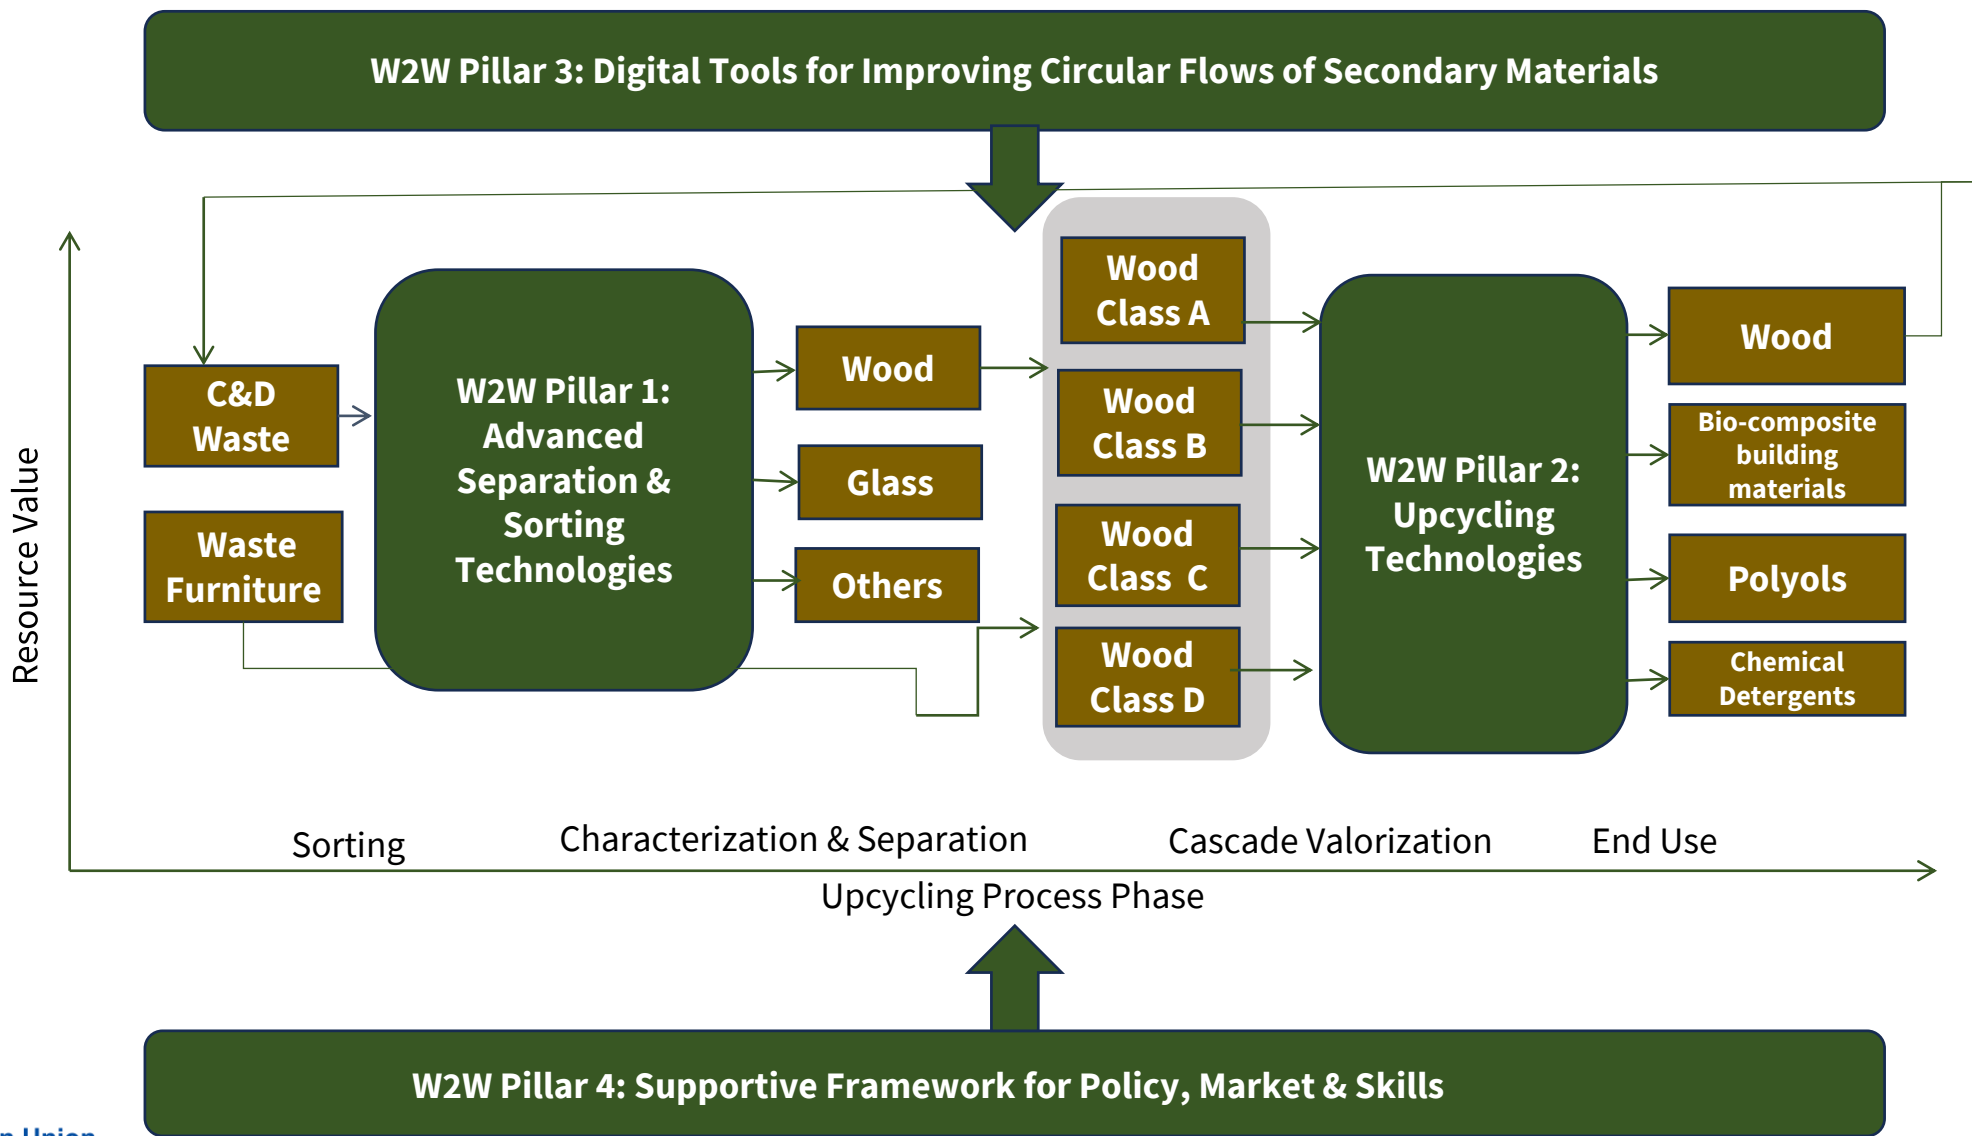 W2W Pillar 3: Digital Tools for Improving Circular Flows of Secondary Materials
Resource Value
C&D
Waste
Waste
Furniture
W2W Pillar 1:
Advanced
Separation &
Sorting
Technologies
Wood
Glass
Others
Wood
Class A
Wood
Class B
Wood
Class C
Wood
Class D
W2W Pillar 2:
Upcycling
Technologies
Wood
Bio-composite
building
materials
Polyols
Chemical
Detergents
Sorting
Characterization & Separation
Cascade Valorization
End Use
Upcycling Process Phase
W2W Pillar 4: Supportive Framework for Policy, Market & Skills
Union